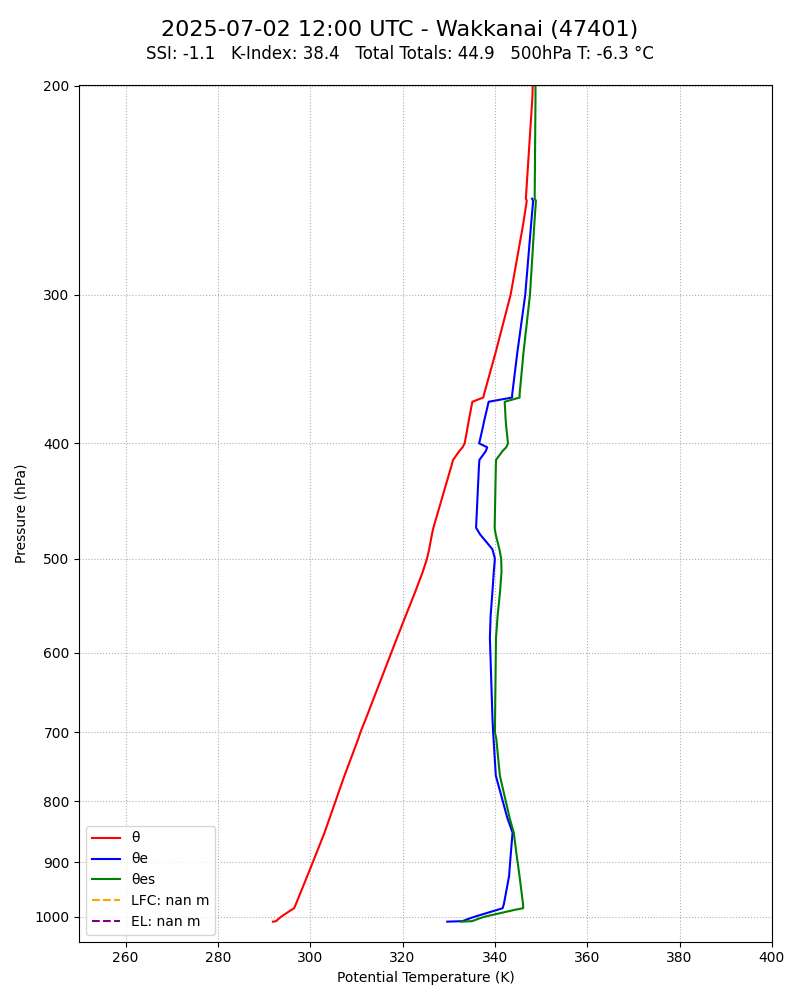 2025-07-02 12:00 UTC - Wakkanai (47401)
SSI: -1.1   K-Index: 38.4   Total Totals: 44.9   500hPa T: -6.3 °C
200
300
400
500
600
700
800
900
1000
Pressure (hPa)
θ
θe
θes
LFC: nan m
EL: nan m
260
280
300
320
340
360
380
400
Potential Temperature (K)